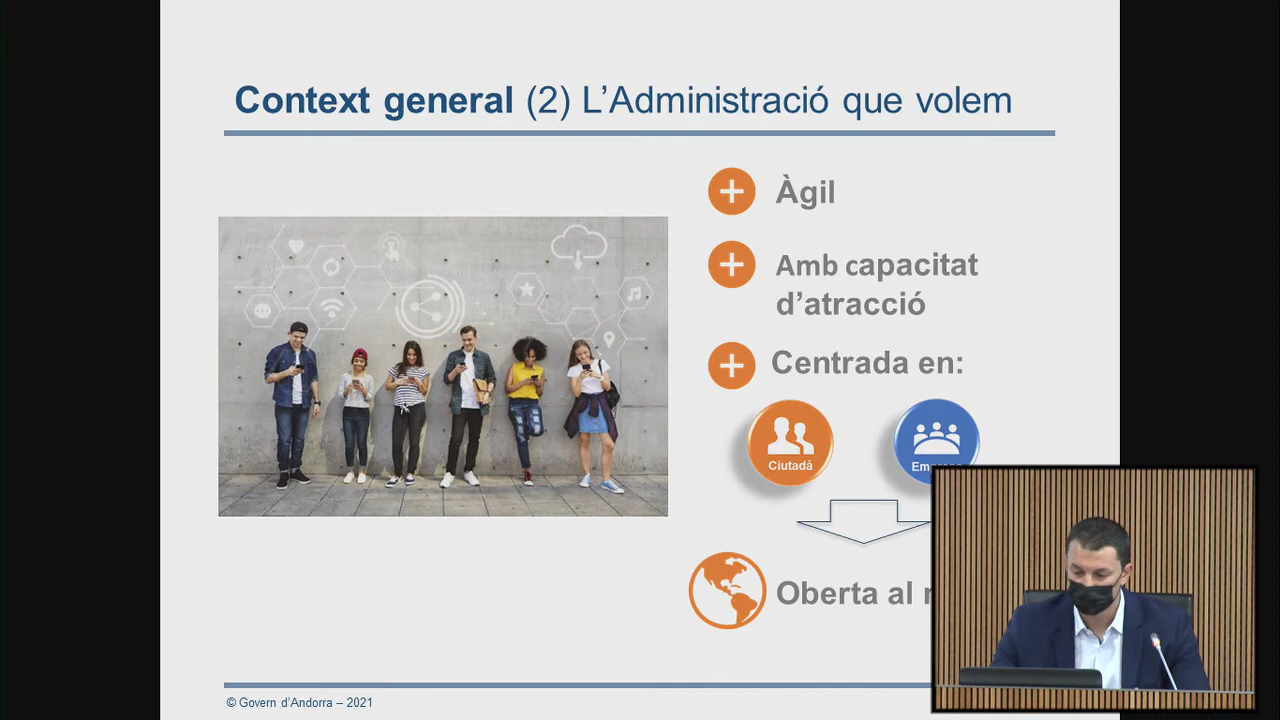 Context general (2) L’Administració que volem
Àgil
Amb capacitat
d’atracció
Centrada en:
Ciutadà
Oberta al
© Govern d’Andorra – 2021